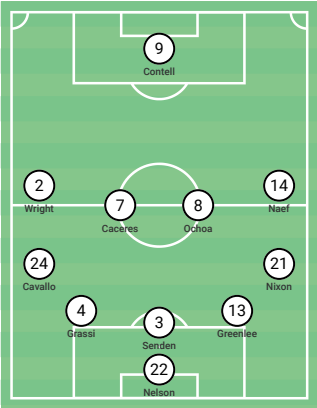 9
Contell
2
Wright
14
Naef
7
Caceres
8
Ochoa
24
Cavallo
21
Nixon
4
Grassi
13
Greenlee
3
Senden
22
Nelson